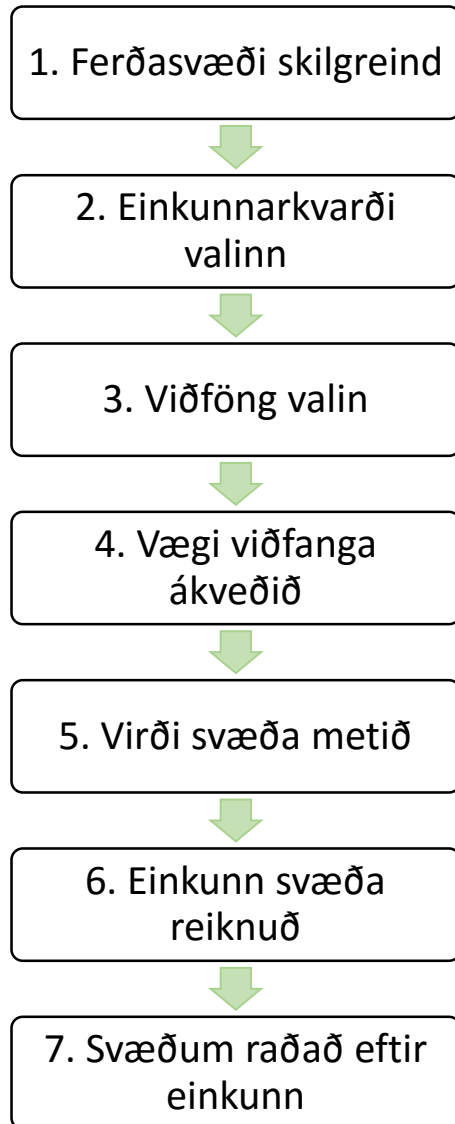 1. Ferðasvæði skilgreind
2. Einkunnarkvarði
valinn
3. Viðföng valin
4. Vægi viðfanga
ákveðið
5. Virði svæða metið
6. Einkunn svæða
reiknuð
7. Svæðum raðað eftir
einkunn